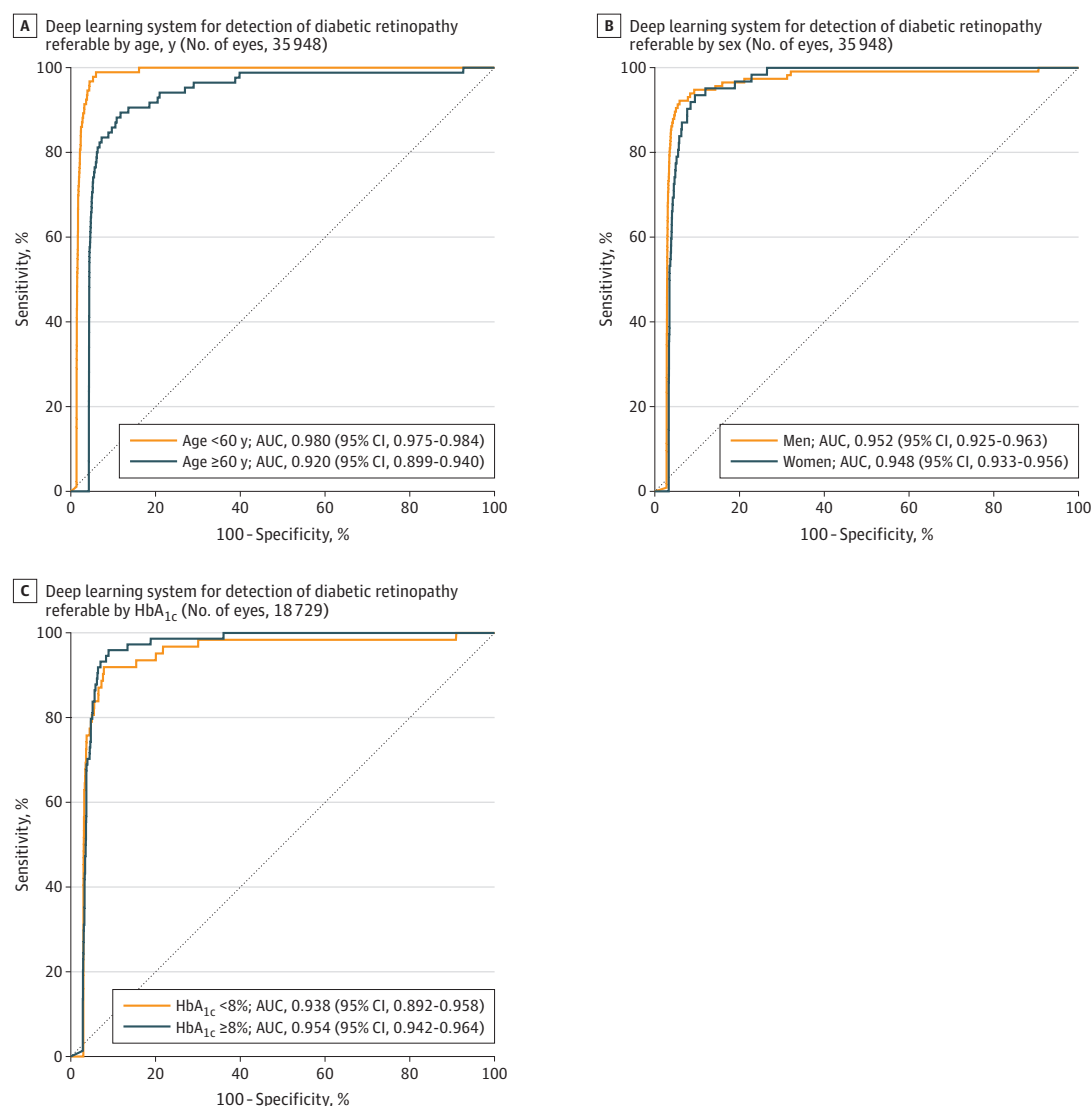 A Deep learning system for detection of diabetic retinopathy
referable by age, y (No. of eyes, 35 948)
100
80
60
40
20
0
Sensitivity, %
Age <60 y; AUC, 0.980 (95% CI, 0.975-0.984)
Age ≥60 y; AUC, 0.920 (95% CI, 0.899-0.940)
0 20 40 60 80 100
100 – Specificity, %
B Deep learning system for detection of diabetic retinopathy
referable by sex (No. of eyes, 35 948)
100
80
60
40
20
0
Sensitivity, %
Men; AUC, 0.952 (95% CI, 0.925-0.963)
Women; AUC, 0.948 (95% CI, 0.933-0.956)
0 20 40 60 80 100
100 – Specificity, %
C Deep learning system for detection of diabetic retinopathy
referable by HbA1c (No. of eyes, 18 729)
100
80
60
40
20
0
Sensitivity, %
HbA1c <8%; AUC, 0.938 (95% CI, 0.892-0.958)
HbA1c ≥8%; AUC, 0.954 (95% CI, 0.942-0.964)
0 20 40 60 80 100
100 – Specificity, %